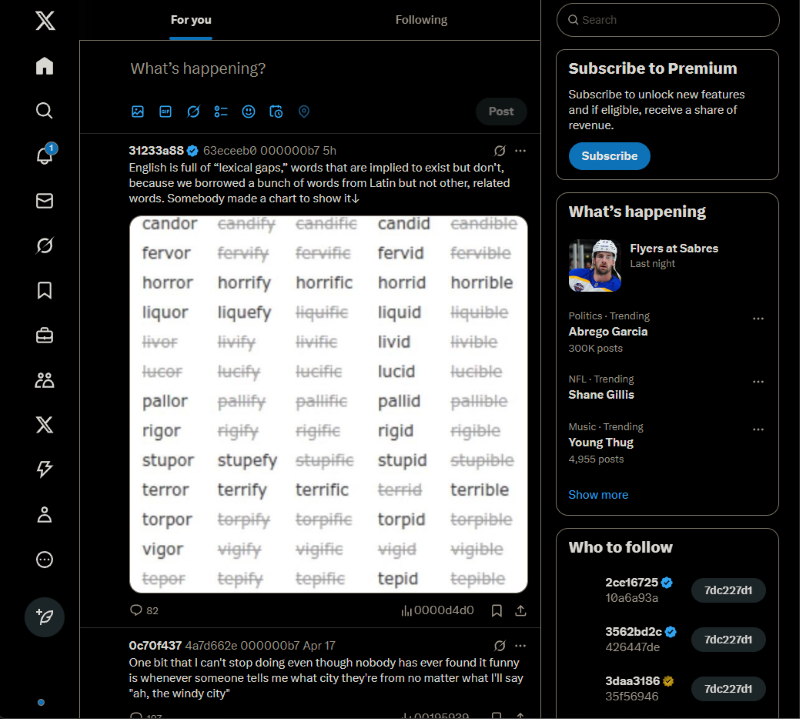 For you
Following
What's happening?
Post
31233a88 63eceeb0 000000b7 5h
English is full of “lexical gaps,” words that are implied to exist but don't,
because we borrowed a bunch of words from Latin but not other, related
words. Somebody made a chart to show it↓
candor candify candific candid candible
fervor fervify fervific fervid fervible
horror horrify horrific horrid horrible
liquor liquefy liquific liquid liquible
livor livify livific livid livible
lucor lucify lucific lucid lucible
pallor pallify pallific pallid pallible
rigor rigify rigific rigid rigible
stupor stupefy stupific stupid stupible
terror terrify terrific terrid terrible
torpor torpify torpific torpid torpible
vigor vigify vigific vigid vigible
tepor tepify tepific tepid tepible
82 0000d4d0
0c70f437 4a7d662e 000000b7 Apr 17
One bit that I can't stop doing even though nobody has ever found it funny
is whenever someone tells me what city they're from no matter what I'll say
"ah, the windy city"
Search
Subscribe to Premium
Subscribe to unlock new features
and if eligible, receive a share of
revenue.
Subscribe
What's happening
Flyers at Sabres
Last night
Politics · Trending
Abrego Garcia
300K posts
NFL · Trending
Shane Gillis
Music · Trending
Young Thug
4,955 posts
Show more
Who to follow
2ce16725
10a6a93a
7dc227d1
3562bd2c
426447de
7dc227d1
3daa3186
35f56946
7dc227d1
1